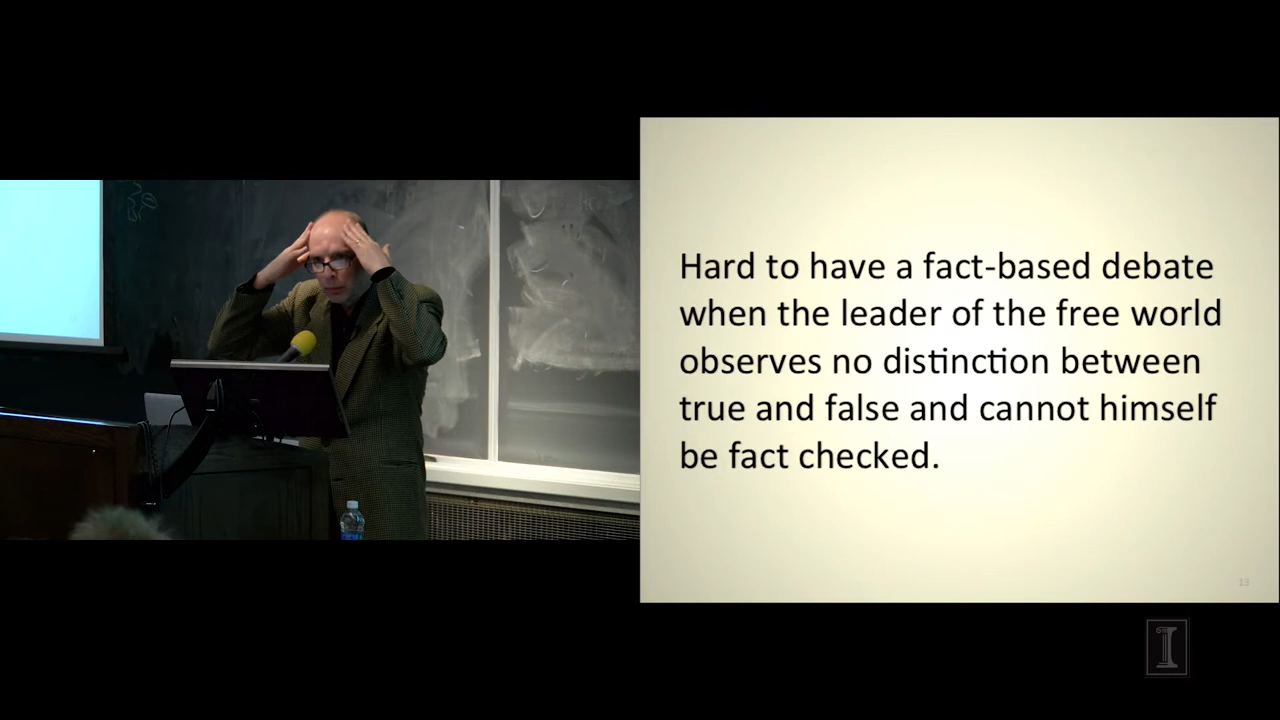 Hard to have a fact-based debate
when the leader of the free world
observes no distinction between
true and false and cannot himself
be fact checked.
13
I